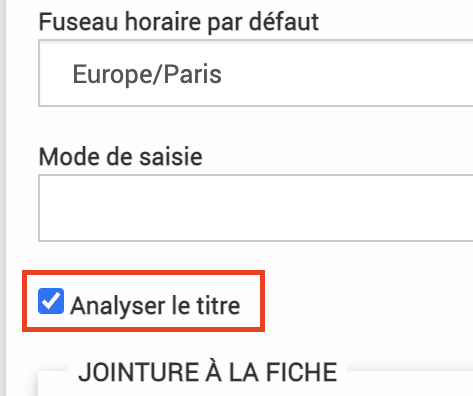 Fuseau horaire par défaut
Europe/Paris
Mode de saisie
Analyser le titre
JOINTURE À LA FICHE